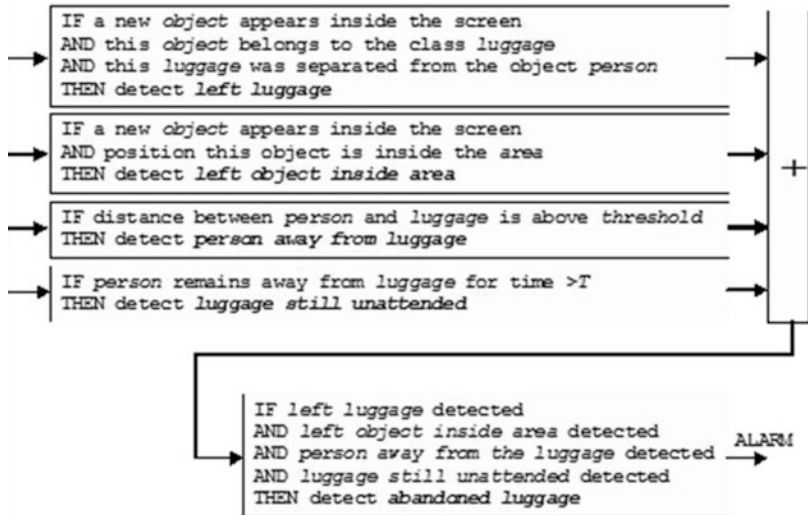 IF a new object appears inside the screen
AND this object belongs to the class luggage
AND this luggage was separated from the object person
THEN detect left luggage
IF a new object appears inside the screen
AND position this object is inside the area
THEN detect left object inside area
IF distance between person and luggage is above threshold
THEN detect person away from luggage
IF person remains away from luggage for time >T
THEN detect luggage still unattended
+
IF left luggage detected
AND left object inside area detected
AND person away from the luggage detected
AND luggage still unattended detected
THEN detect abandoned luggage
ALARM